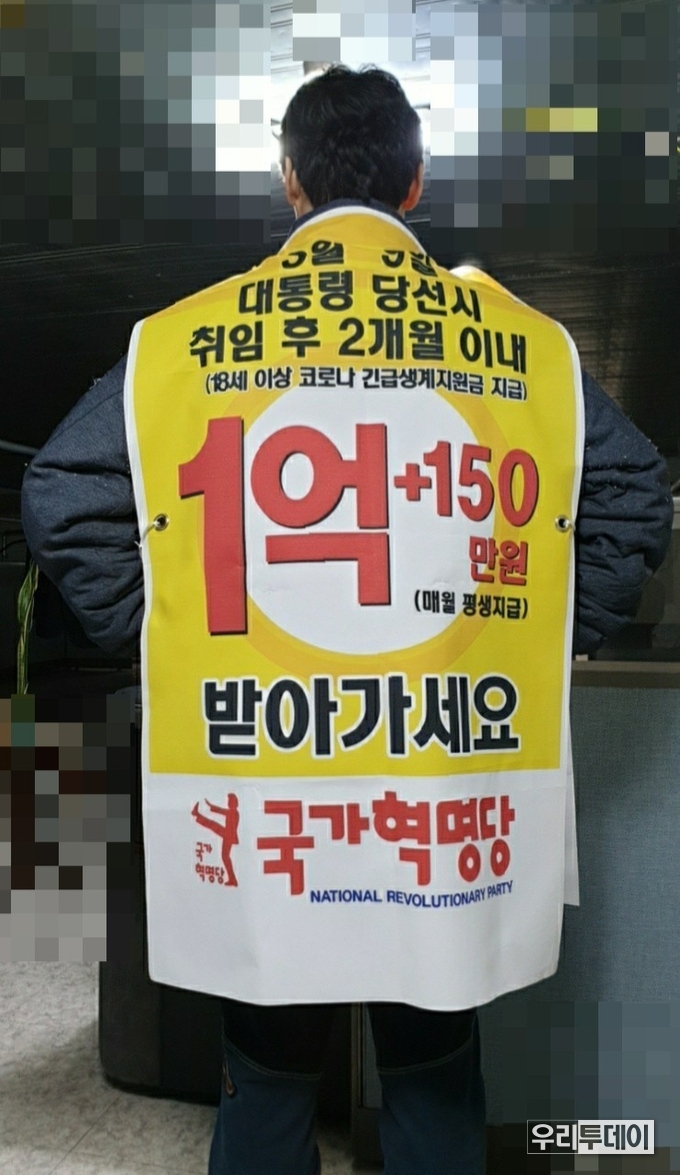 대통령 당선시
취임 후 2개월 이내
(18세 이상 코로나 긴급생계지원금 지급)
1억+150
만원
(매월 평생지급)
받아가세요
국가
혁명당
국가혁명당
NATIONAL REVOLUTIONARY PARTY
우리투데이